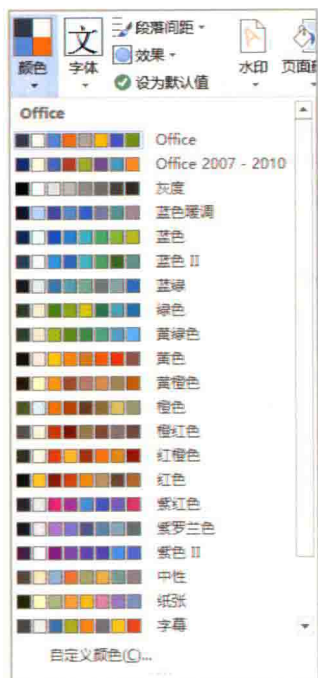 文
段落间距
效果
设为默认值
颜色
字体
水印
页面颜
Office
Office
Office 2007 - 2010
灰度
蓝色暖调
蓝色
蓝色 II
蓝绿
绿色
黄绿色
黄色
黄橙色
橙色
橙红色
红橙色
红色
紫红色
紫罗兰色
紫色 II
中性
纸张
字幕
自定义颜色(C)...